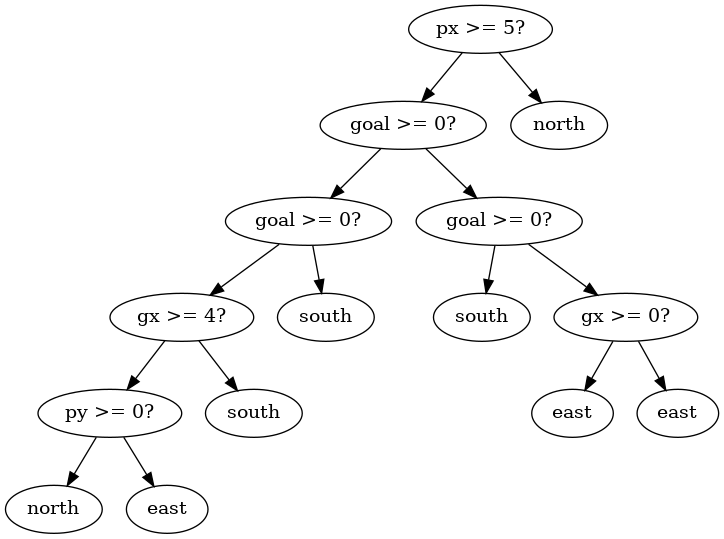 px >= 5?
goal >= 0?
north
goal >= 0?
goal >= 0?
gx >= 4?
south
south
gx >= 0?
py >= 0?
south
east
east
north
east